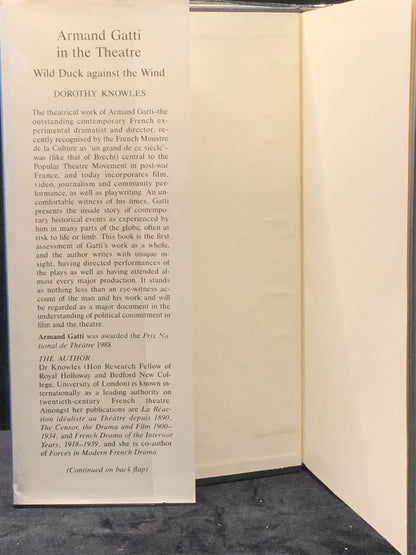 Armand Gatti
in the Theatre
Wild Duck against the Wind
DOROTHY KNOWLES
The theatrical work of Armand Gatti–the
outstanding contemporary French ex-
perimental dramatist and director, re-
cently recognised by the French Ministre
de la Culture as 'un grand de ce siècle'–
was (like that of Brecht) central to the
Popular Theatre Movement in post-war
France, and today incorporates film,
video, journalism and community per-
formance, as well as playwriting. An un-
comfortable witness of his times, Gatti
presents the inside story of contempo-
rary historical events as experienced by
him in many parts of the globe, often at
risk to life or limb. This book is the first
assessment of Gatti's work as a whole,
and the author writes with unique in-
sight, having directed performances of
the plays as well as having attended al-
most every major production. It stands
as nothing less than an eye-witness ac-
count of the man and his work and will
be regarded as a major document in the
understanding of political commitment in
film and the theatre.
Armand Gatti was awarded the Prix Na-
tional de Théâtre 1988.
THE AUTHOR
Dr Knowles (Hon Research Fellow of
Royal Holloway and Bedford New Col-
lege, University of London) is known in-
ternationally as a leading authority on
twentieth-century French theatre.
Amongst her publications are La Réac-
tion idéaliste au Théatre depuis 1890,
The Censor, the Drama and Film 1900–
1934, and French Drama of the Interwar
Years, 1918–1939, and she is co-author
of Forces in Modern French Drama.
(Continued on back flap)